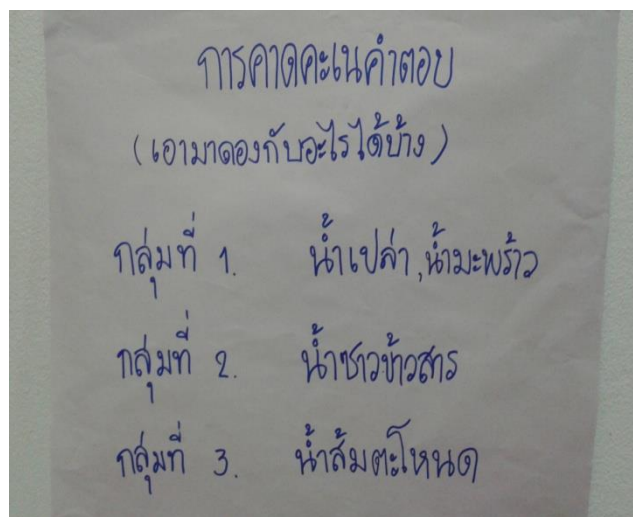 การคาดคะเนคำตอบ
(เอามาดองกับอะไรได้บ้าง)
กลุ่มที่ 1. น้ำเปล่า,น้ำมะพร้าว
กลุ่มที่ 2. น้ำซาวข้าวสาร
กลุ่มที่ 3. น้ำส้มตะโหนด